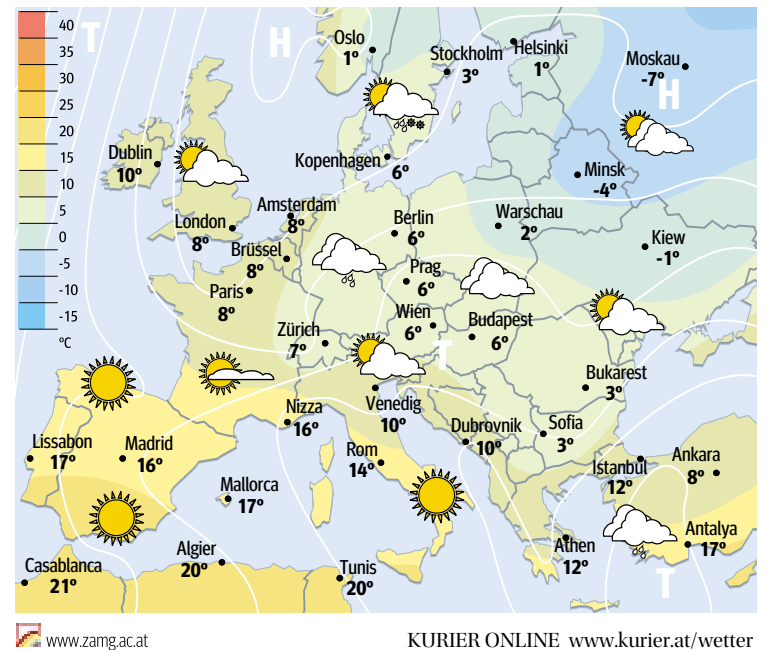 40
35
30
25
20
15
10
5
0
-5
-10
-15
°C
T
H
Oslo
1°
Stockholm
3°
Helsinki
1°
Moskau
-7°
H
Dublin
10°
Kopenhagen
6°
Minsk
-4°
London
8°
Amsterdam
8°
Berlin
6°
Warschau
2°
Brüssel
8°
Kiew
-1°
Paris
8°
Prag
6°
Wien
6°
Budapest
6°
Zürich
7°
T
Bukarest
3°
Nizza
16°
Venedig
10°
Dubrovnik
10°
Sofia
3°
Lissabon
17°
Madrid
16°
Rom
14°
Istanbul
12°
Ankara
8°
Mallorca
17°
Antalya
17°
Casablanca
21°
Algier
20°
Tunis
20°
Athen
12°
T
www.zamg.ac.at
KURIER ONLINE www.kurier.at/wetter